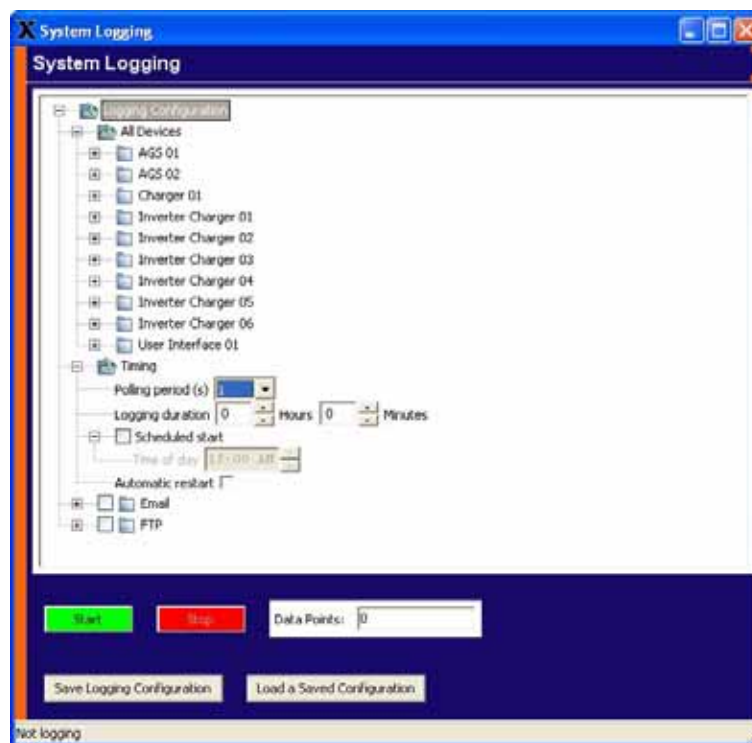 System Logging
System Logging
Logging Configuration
All Devices
AGS 01
AGS 02
Charger 01
Inverter Charger 01
Inverter Charger 02
Inverter Charger 03
Inverter Charger 04
Inverter Charger 05
Inverter Charger 06
User Interface 01
Timing
Polling period (s) 1
Logging duration 0 Hours 0 Minutes
Scheduled start
Time of day
Automatic restart
Email
FTP
Start Stop Data Points: 0
Save Logging Configuration Load a Saved Configuration
Not logging